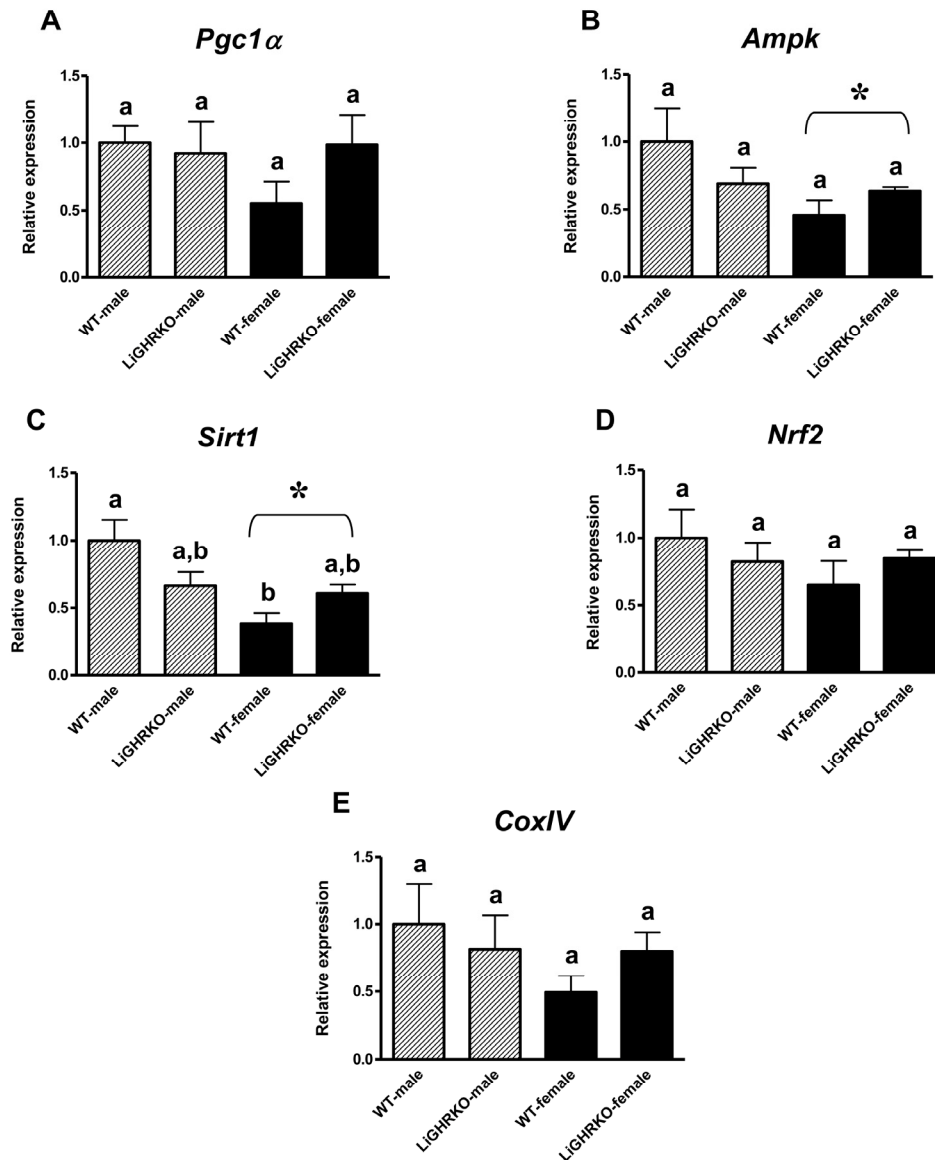 A
Pgc1α
Relative expression
1.5
1.0
0.5
0.0
a
a
a
a
WT-male
LiGHRKO-male
WT-female
LiGHRKO-female
B
Ampk
Relative expression
1.5
1.0
0.5
0.0
a
a
a
a
*
WT-male
LiGHRKO-male
WT-female
LiGHRKO-female
C
Sirt1
Relative expression
1.5
1.0
0.5
0.0
a
a,b
b
a,b
*
WT-male
LiGHRKO-male
WT-female
LiGHRKO-female
D
Nrf2
Relative expression
1.5
1.0
0.5
0.0
a
a
a
a
WT-male
LiGHRKO-male
WT-female
LiGHRKO-female
E
CoxIV
Relative expression
1.5
1.0
0.5
0.0
a
a
a
a
WT-male
LiGHRKO-male
WT-female
LiGHRKO-female